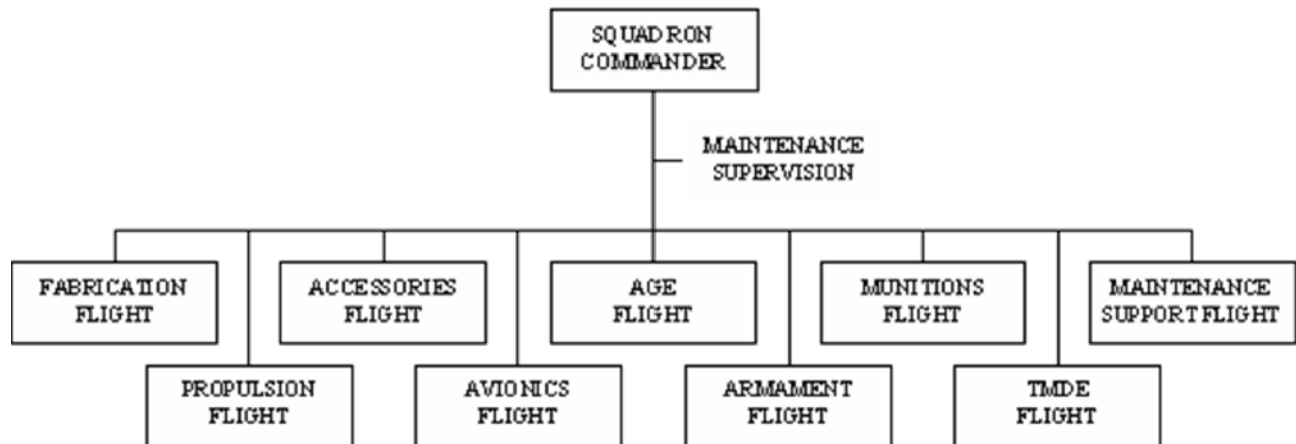 SQUADRON
COMMANDER
MAINTENANCE
SUPERVISION
FABRICATION
FLIGHT
ACCESSORIES
FLIGHT
AGE
FLIGHT
MUNITIONS
FLIGHT
MAINTENANCE
SUPPORT FLIGHT
PROPULSION
FLIGHT
AVIONICS
FLIGHT
ARMAMENT
FLIGHT
TMDE
FLIGHT